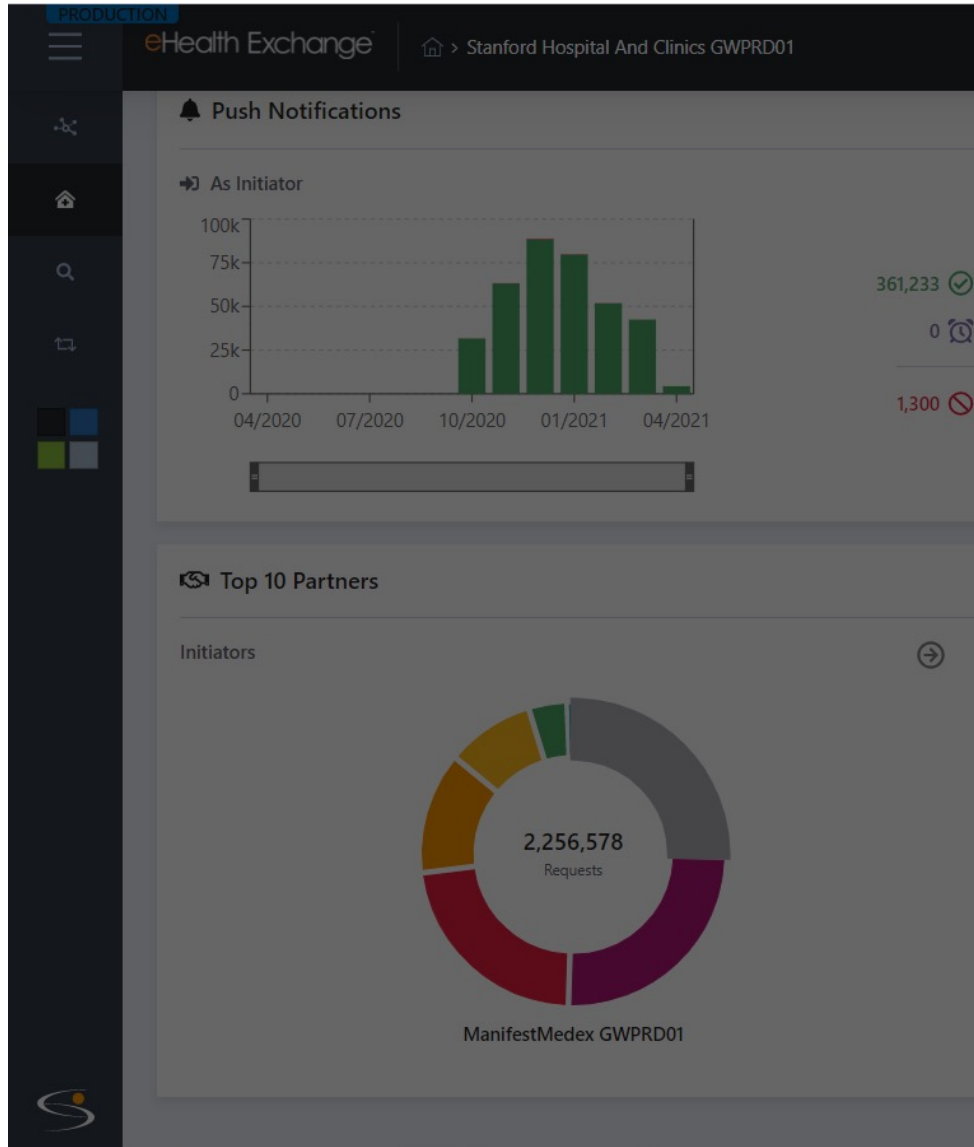 PRODUCTION
eHealth Exchange
> Stanford Hospital And Clinics GWPRD01
Push Notifications
As Initiator
100k
75k
50k
25k
0
04/2020 07/2020 10/2020 01/2021 04/2021
361,233
0
1,300
Top 10 Partners
Initiators
2,256,578
Requests
ManifestMedex GWPRD01